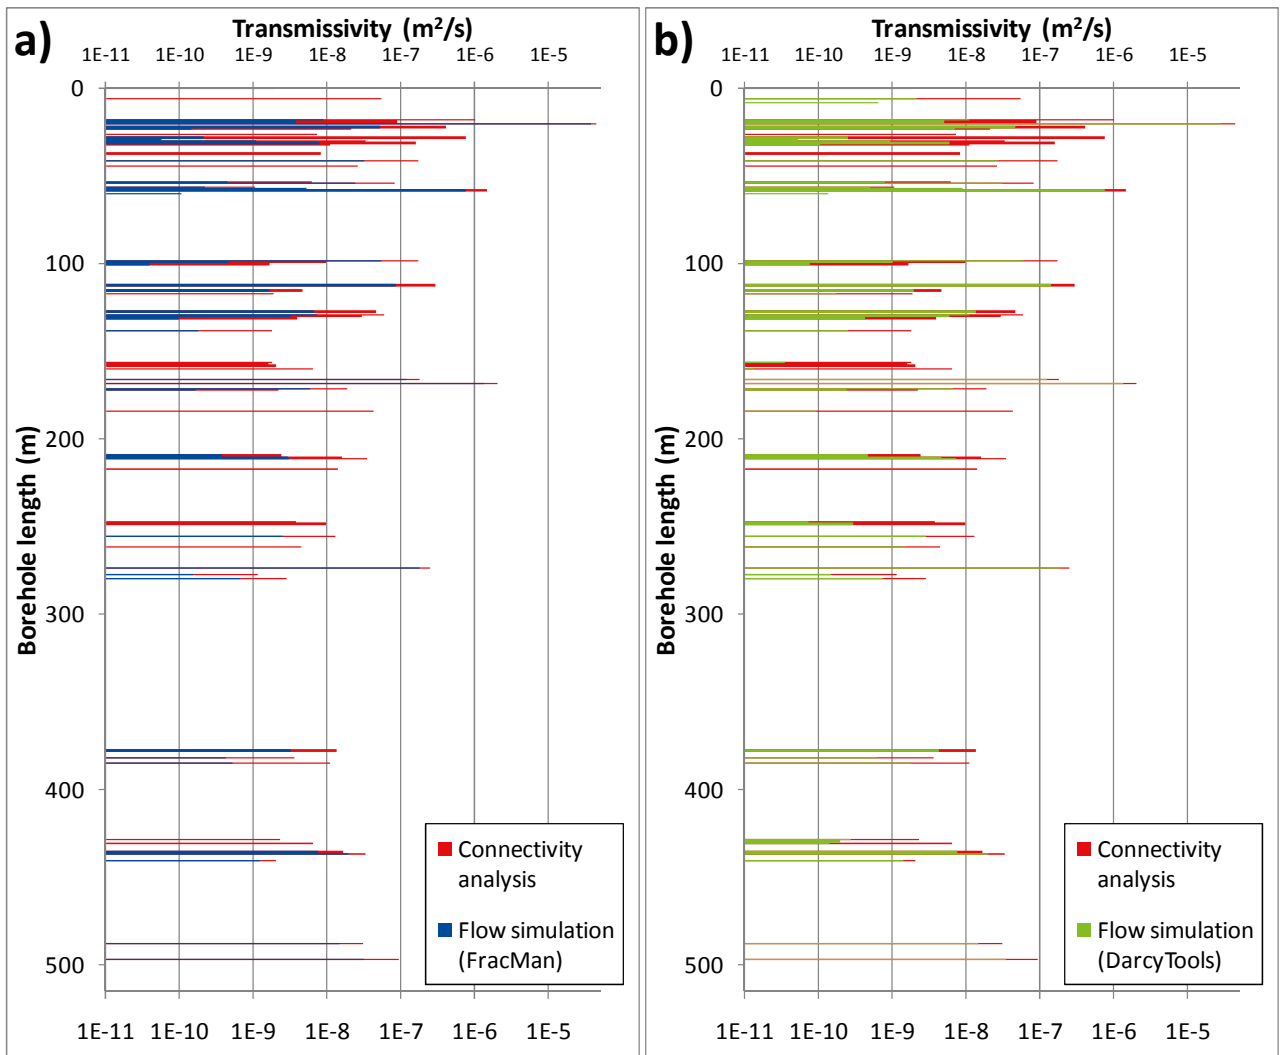 a)
Transmissivity (m²/s)
1E-11 1E-10 1E-9 1E-8 1E-7 1E-6 1E-5
0
100
200
300
400
500
Borehole length (m)
Connectivity
analysis
Flow simulation
(FracMan)
1E-11 1E-10 1E-9 1E-8 1E-7 1E-6 1E-5
b)
Transmissivity (m²/s)
1E-11 1E-10 1E-9 1E-8 1E-7 1E-6 1E-5
0
100
200
300
400
500
Borehole length (m)
Connectivity
analysis
Flow simulation
(DarcyTools)
1E-11 1E-10 1E-9 1E-8 1E-7 1E-6 1E-5